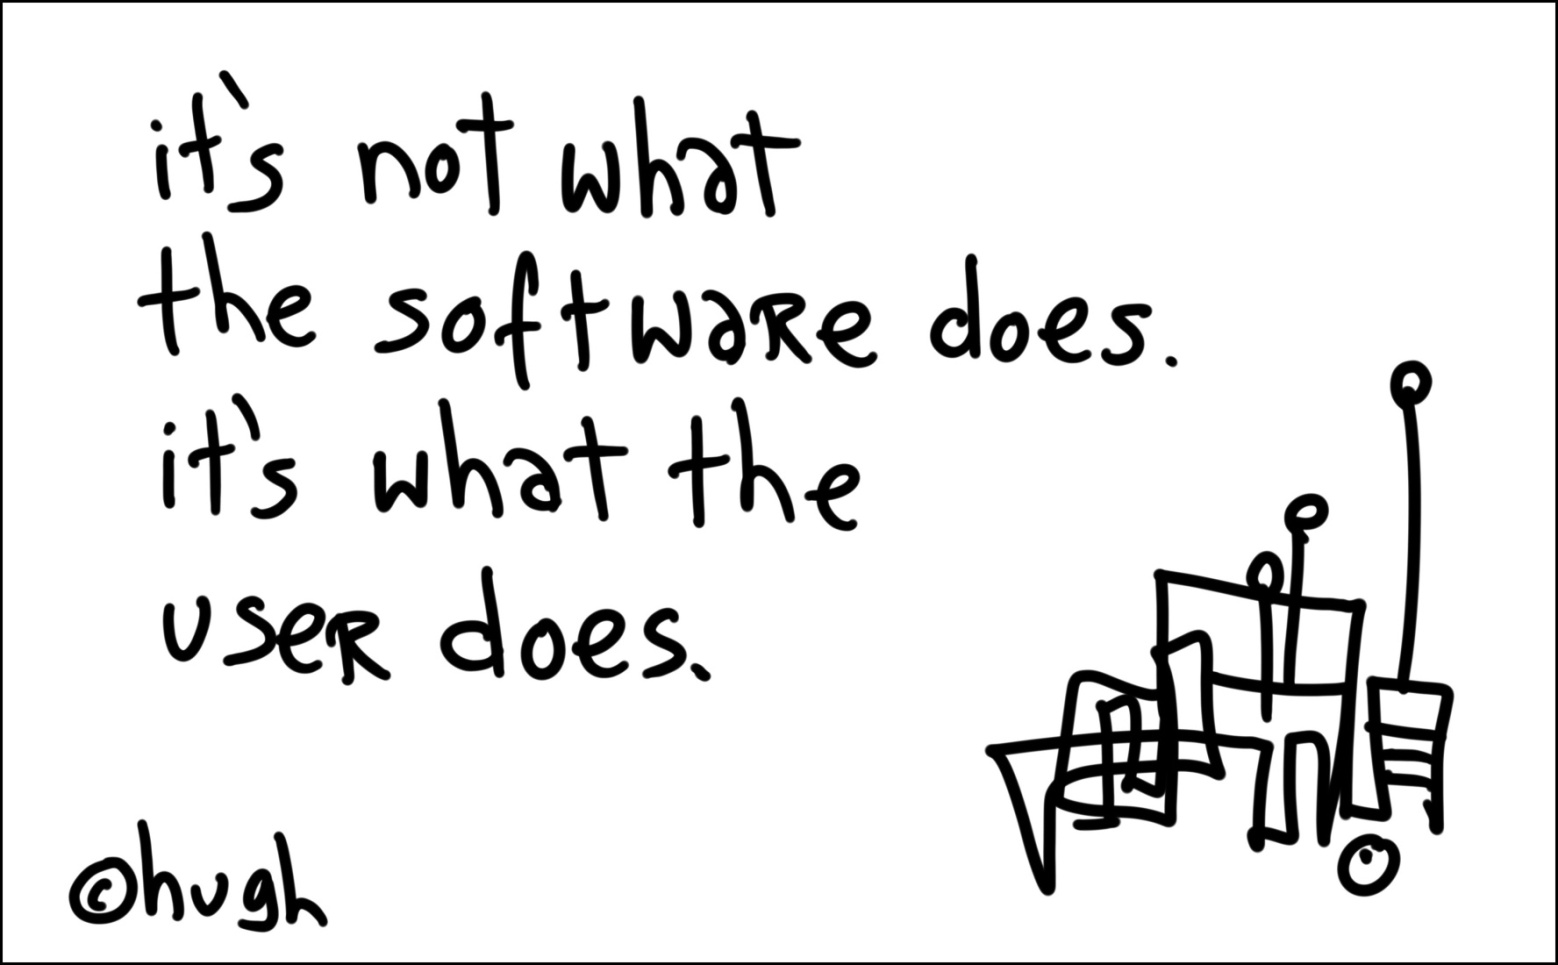 it's not what
the software does.
it's what the
user does.
©hugh